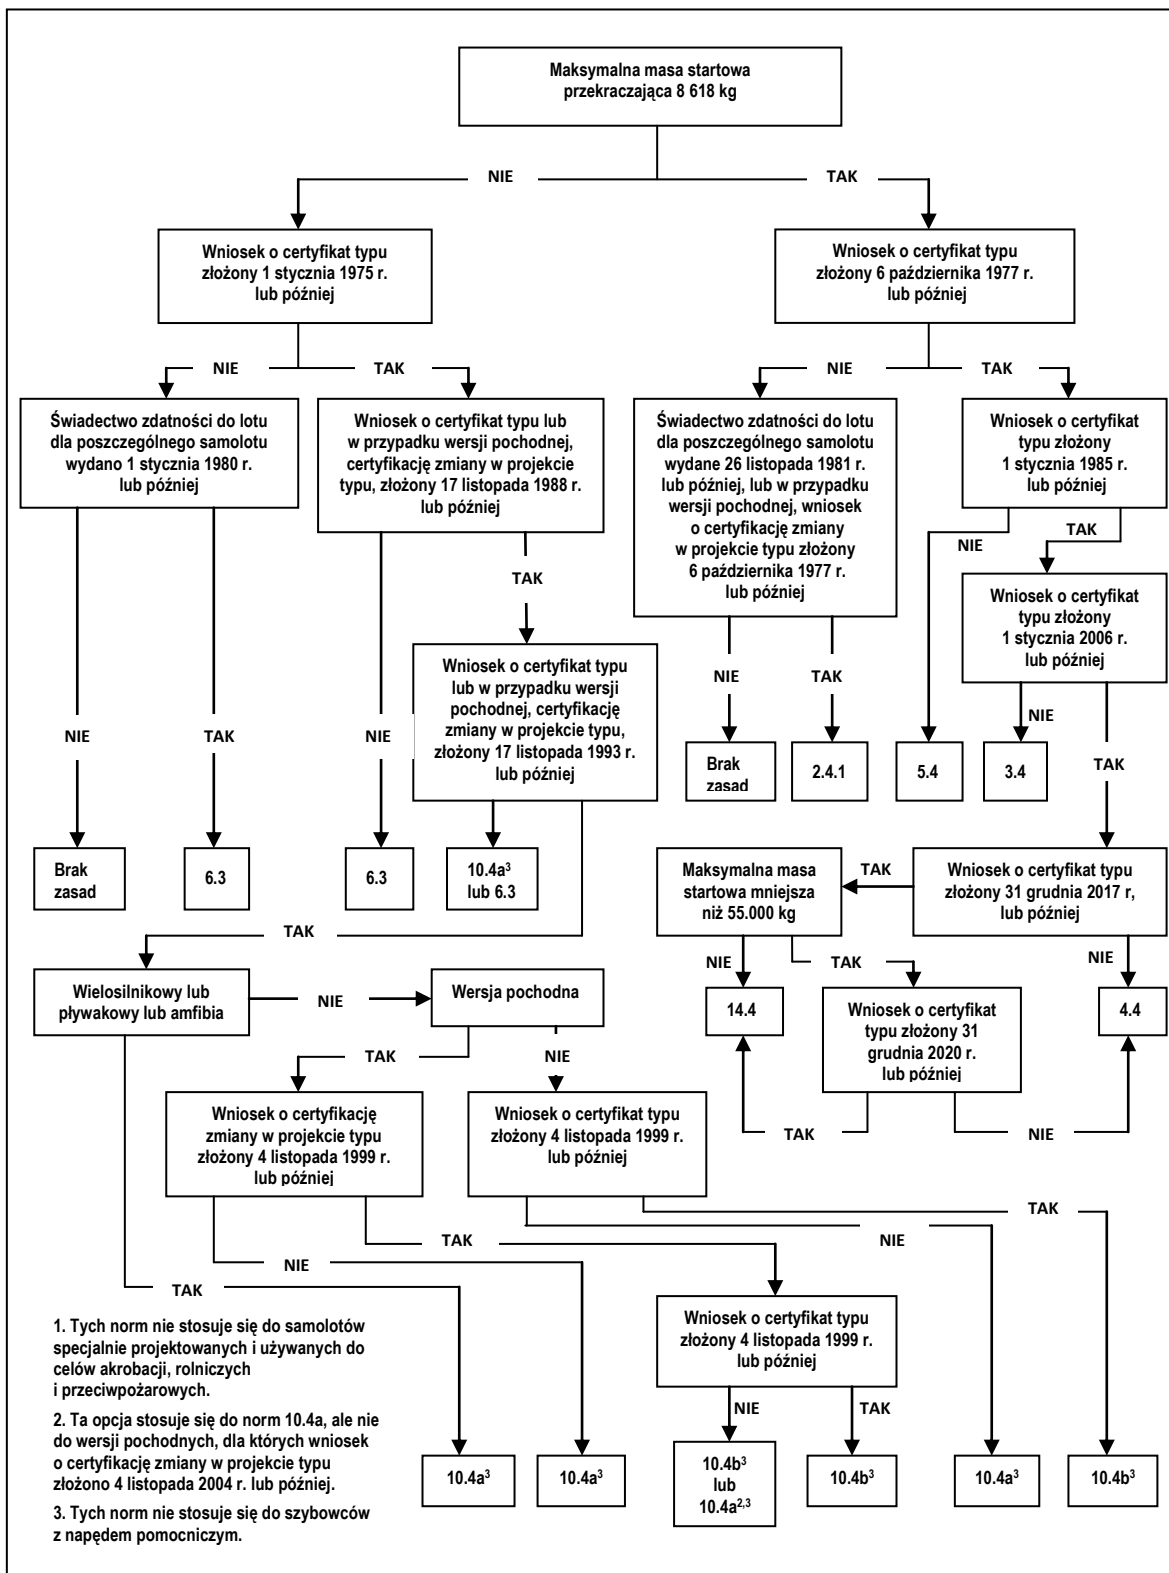 Maksymalna masa startowa
przekraczająca 8 618 kg
NIE
TAK
Wniosek o certyfikat typu
złożony 1 stycznia 1975 r.
lub później
Wniosek o certyfikat typu
złożony 6 października 1977 r.
lub później
NIE
TAK
NIE
TAK
Świadectwo zdatności do lotu
dla poszczególnego samolotu
wydano 1 stycznia 1980 r.
lub później
Wniosek o certyfikat typu lub
w przypadku wersji pochodnej,
certyfikację zmiany w projekcie
typu, złożony 17 listopada 1988 r.
lub później
Świadectwo zdatności do lotu
dla poszczególnego samolotu
wydane 26 listopada 1981 r.
lub później, lub w przypadku
wersji pochodnej, wniosek
o certyfikację zmiany
w projekcie typu złożony
6 października 1977 r.
lub później
Wniosek o certyfikat
typu złożony
1 stycznia 1985 r.
lub później
TAK
NIE
TAK
Wniosek o certyfikat
typu złożony
1 stycznia 2006 r.
lub później
Wniosek o certyfikat typu
lub w przypadku wersji
pochodnej, certyfikację
zmiany w projekcie typu,
złożony 17 listopada 1993 r.
lub później
NIE
TAK
NIE
TAK
NIE
NIE
TAK
TAK
Brak
zasad
2.4.1
5.4
3.4
Brak
zasad
6.3
6.3
10.4a3
lub 6.3
Maksymalna masa
startowa mniejsza
niż 55.000 kg
TAK
Wniosek o certyfikat typu
złożony 31 grudnia 2017 r,
lub później
TAK
NIE
TAK
NIE
Wielosilnikowy lub
pływakowy lub amfibia
NIE
Wersja pochodna
14.4
Wniosek o certyfikat
typu złożony 31
grudnia 2020 r.
lub później
4.4
TAK
NIE
Wniosek o certyfikację
zmiany w projekcie typu
złożony 4 listopada 1999 r.
lub później
Wniosek o certyfikat typu
złożony 4 listopada 1999 r.
lub później
TAK
NIE
TAK
TAK
NIE
NIE
TAK
Wniosek o certyfikat typu
złożony 4 listopada 1999 r.
lub później
NIE
TAK
1. Tych norm nie stosuje się do samolotów
specjalnie projektowanych i używanych do
celów akrobacji, rolniczych
i przeciwpożarowych.
2. Ta opcja stosuje się do norm 10.4a, ale nie
do wersji pochodnych, dla których wniosek
o certyfikację zmiany w projekcie typu
złożono 4 listopada 2004 r. lub później.
3. Tych norm nie stosuje się do szybowców
z napędem pomocniczym.
10.4a3
10.4a3
10.4b3
lub
10.4a2,3
10.4b3
10.4a3
10.4b3